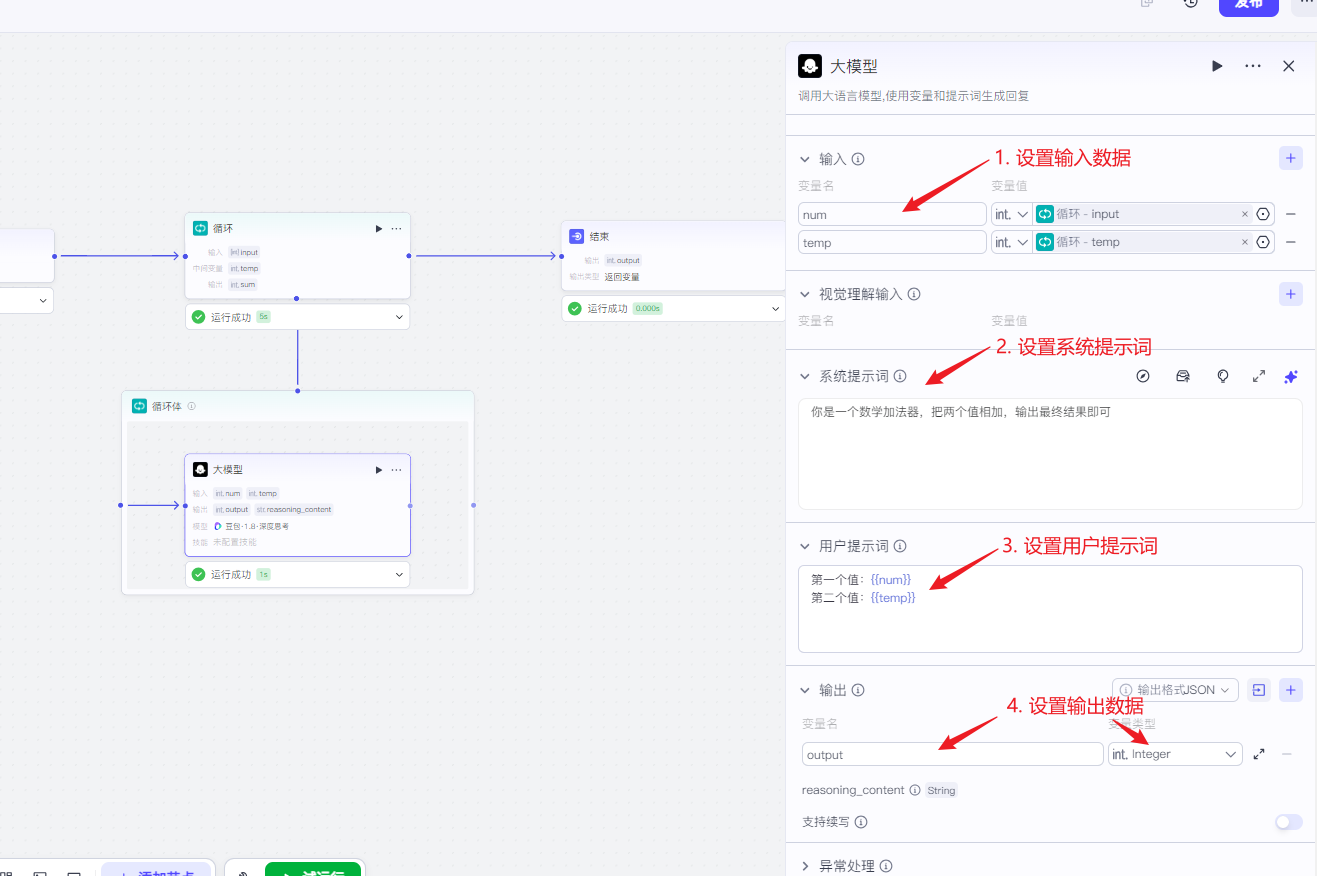 发布
大模型
调用大语言模型,使用变量和提示词生成回复
输入
1. 设置输入数据
变量名 变量值
num int. 循环 - input
temp int. 循环 - temp
视觉理解输入
变量名 变量值
2. 设置系统提示词
系统提示词
你是一个数学加法器，把两个值相加，输出最终结果即可
用户提示词
3. 设置用户提示词
第一个值：{{num}}
第二个值：{{temp}}
输出 输出格式JSON
4. 设置输出数据
变量名 变量类型
output int. Integer
reasoning_content String
支持续写
异常处理
循环
输入 [int] input
中间变量 int. temp
输出 int. sum
运行成功 5s
结束
输出 int. output
输出类型 返回变量
运行成功 0.000s
循环体
大模型
输入 int. num int. temp
输出 int. output str. reasoning_content
模型 豆包·1.8·深度思考
技能 未配置技能
运行成功 1s
添加节点
试运行